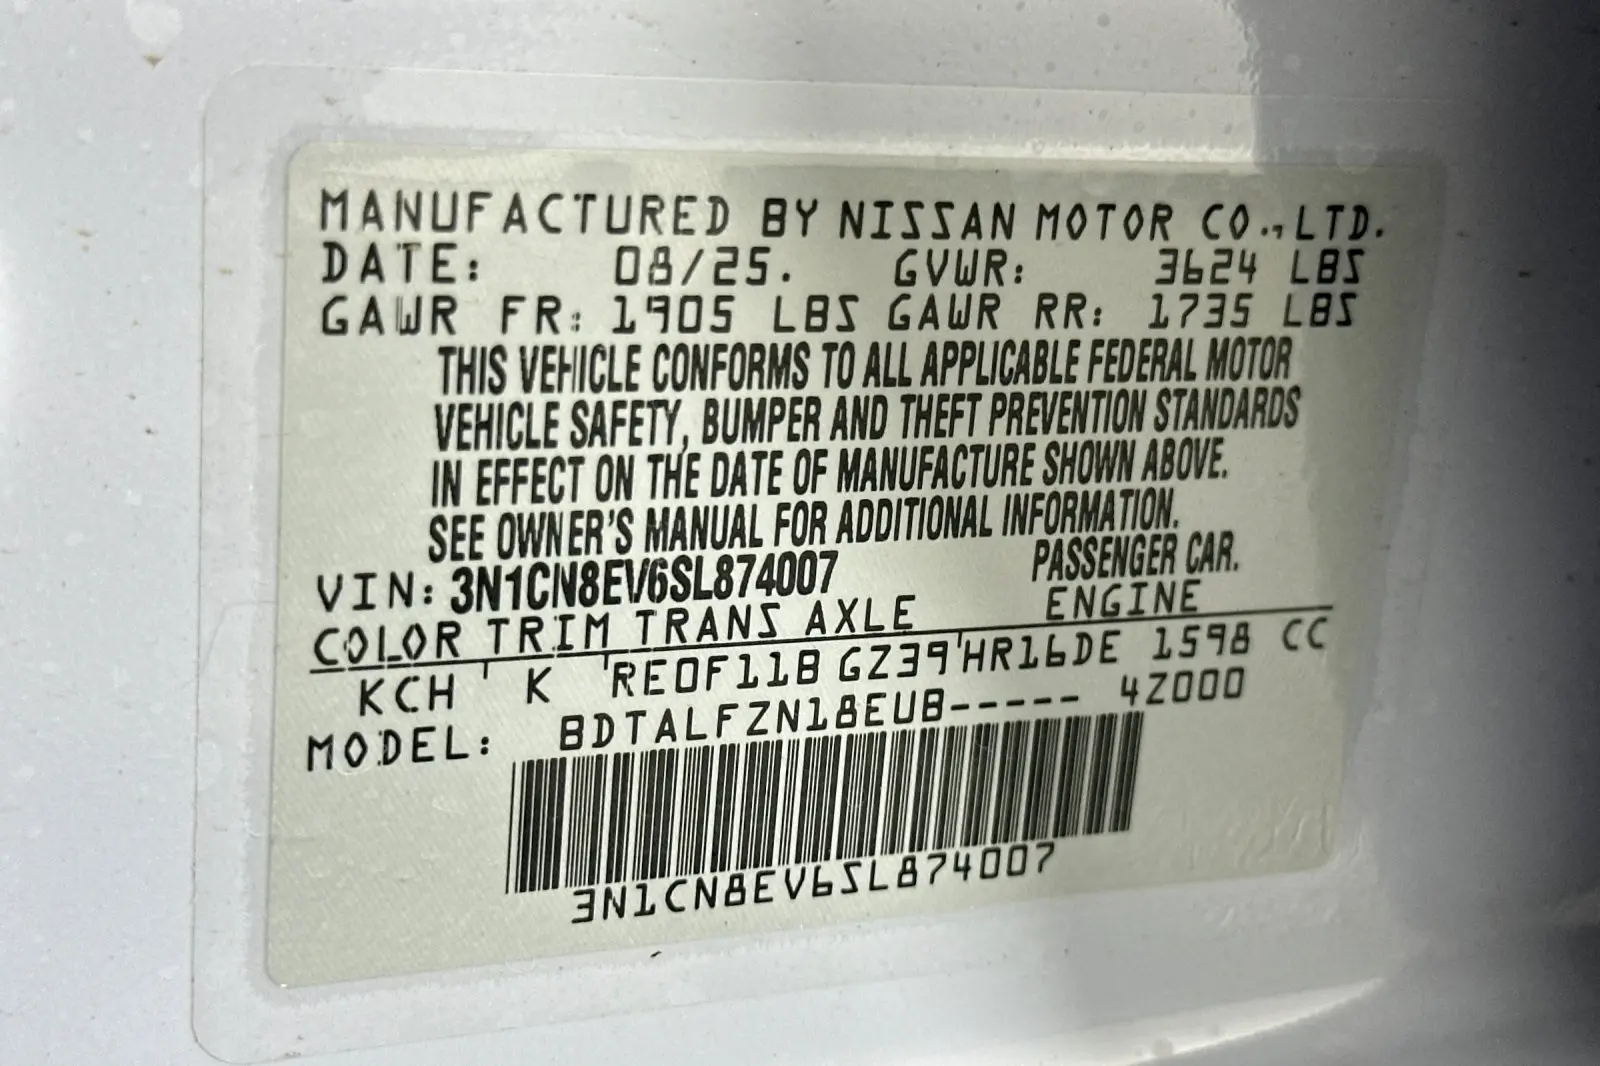 MANUFACTURED BY NISSAN MOTOR CO., LTD.
DATE: 08/25. GVWR: 3624 LBS
GAWR FR: 1905 LBS GAWR RR: 1735 LBS
THIS VEHICLE CONFORMS TO ALL APPLICABLE FEDERAL MOTOR
VEHICLE SAFETY, BUMPER AND THEFT PREVENTION STANDARDS
IN EFFECT ON THE DATE OF MANUFACTURE SHOWN ABOVE.
SEE OWNER'S MANUAL FOR ADDITIONAL INFORMATION.
VIN: 3N1CN8EV6SL874007 PASSENGER CAR.
COLOR TRIM TRANS AXLE ENGINE
KCH ' K 'RE0F11B GZ39'HR16DE 1598 CC
MODEL: BDTALFZN18EUB----- 4Z000
3N1CN8EV6SL874007